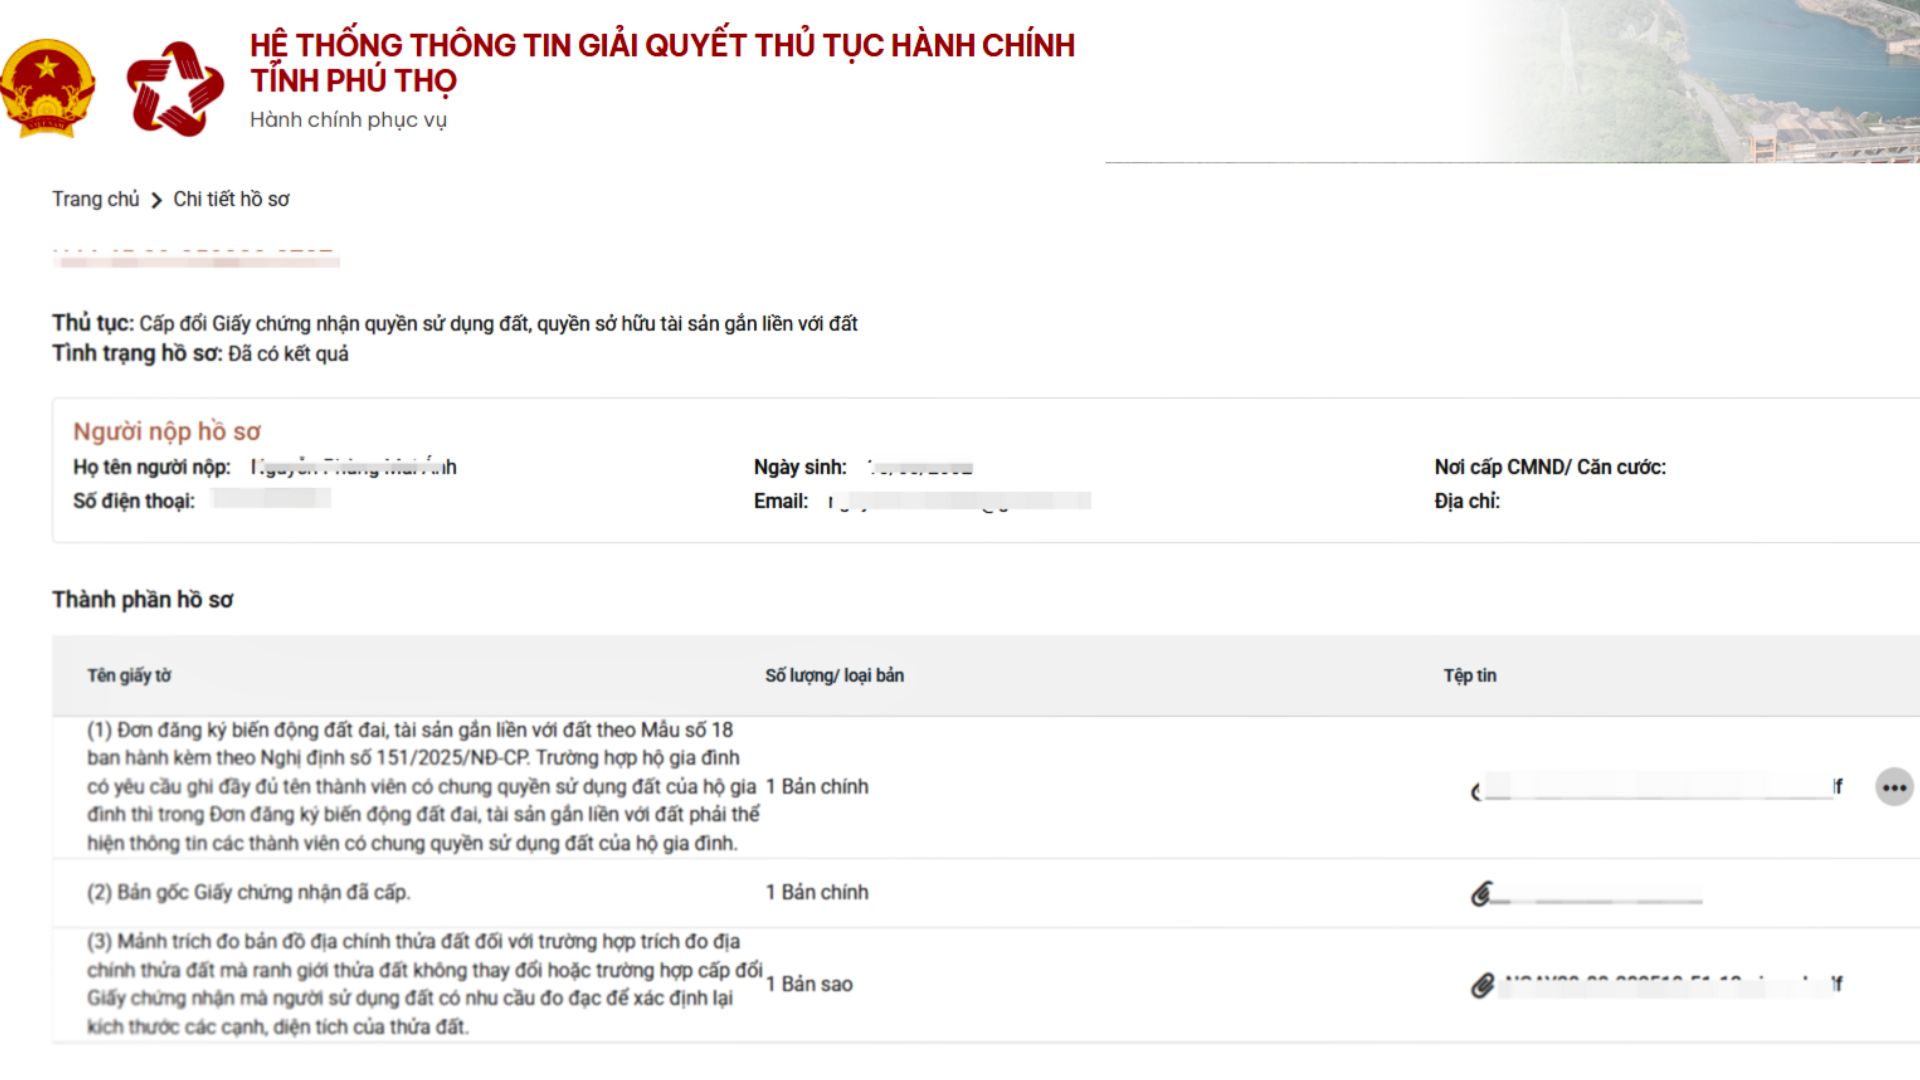 HỆ THỐNG THÔNG TIN GIẢI QUYẾT THỦ TỤC HÀNH CHÍNH
TỈNH PHÚ THỌ
Hành chính phục vụ
Trang chủ > Chi tiết hồ sơ
Thủ tục: Cấp đổi Giấy chứng nhận quyền sử dụng đất, quyền sở hữu tài sản gắn liền với đất
Tình trạng hồ sơ: Đã có kết quả
Người nộp hồ sơ
Họ tên người nộp: Ngày sinh: Nơi cấp CMND/ Căn cước:
Số điện thoại: Email: Địa chỉ:
Thành phần hồ sơ
Tên giấy tờ Số lượng/ loại bản Tệp tin
(1) Đơn đăng ký biến động đất đai, tài sản gắn liền với đất theo Mẫu số 18
ban hành kèm theo Nghị định số 151/2025/NĐ-CP. Trường hợp hộ gia đình
có yêu cầu ghi đầy đủ tên thành viên có chung quyền sử dụng đất của hộ gia
đình thì trong Đơn đăng ký biến động đất đai, tài sản gắn liền với đất phải thể
hiện thông tin các thành viên có chung quyền sử dụng đất của hộ gia đình.
1 Bản chính
(2) Bản gốc Giấy chứng nhận đã cấp.
1 Bản chính
(3) Mảnh trích đo bản đồ địa chính thửa đất đối với trường hợp trích đo địa
chính thửa đất mà ranh giới thửa đất không thay đổi hoặc trường hợp cấp đổi
Giấy chứng nhận mà người sử dụng đất có nhu cầu đo đạc để xác định lại
kích thước các cạnh, diện tích của thửa đất.
1 Bản sao